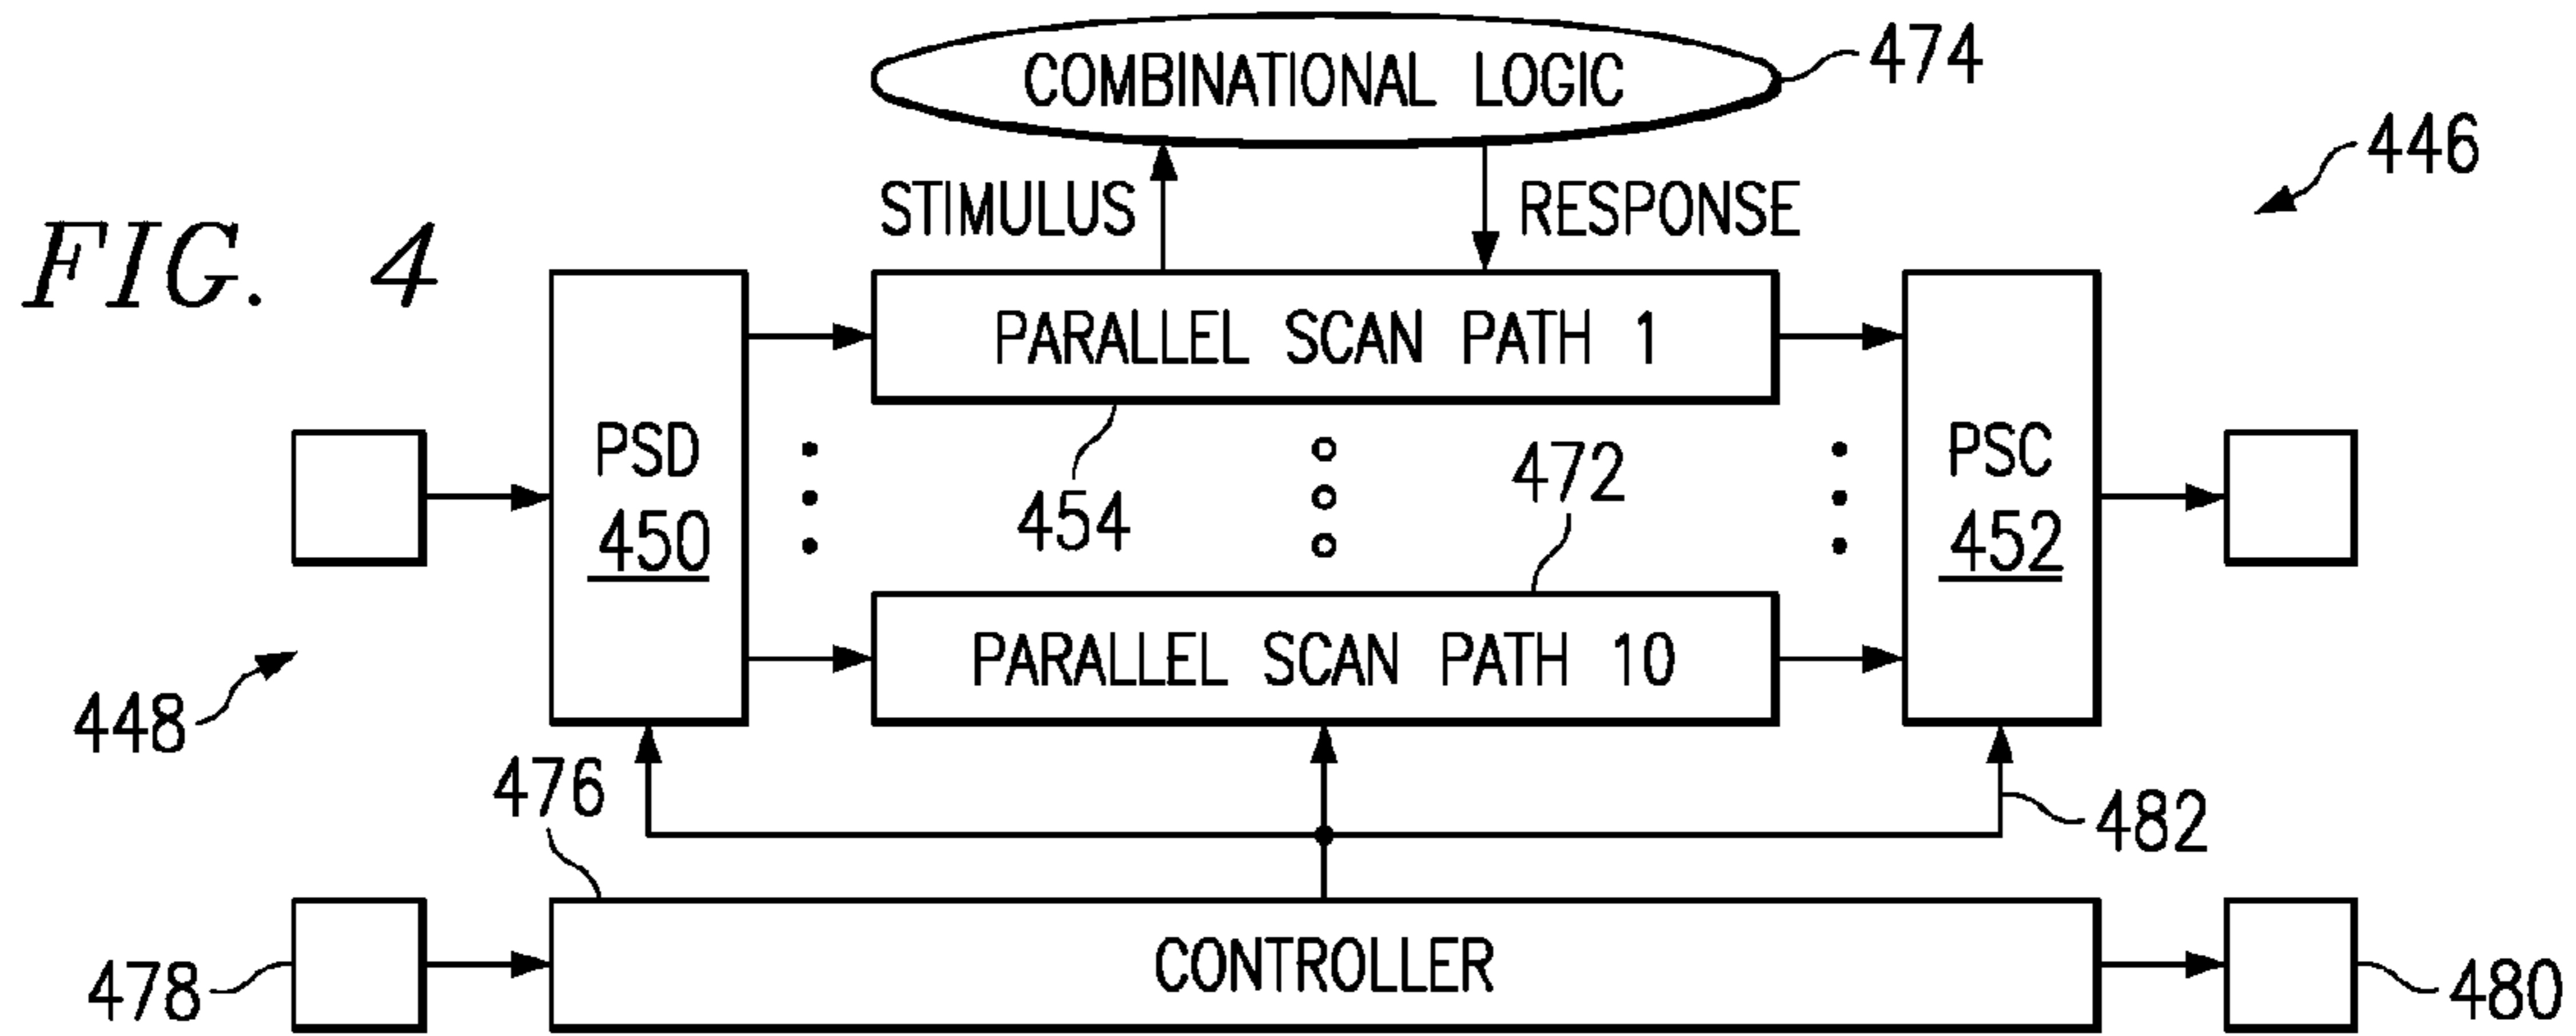 COMBINATIONAL LOGIC
474
446
STIMULUS
RESPONSE
FIG. 4
PARALLEL SCAN PATH 1
PSD
450
454
472
PSC
452
PARALLEL SCAN PATH 10
448
476
482
CONTROLLER
478
480